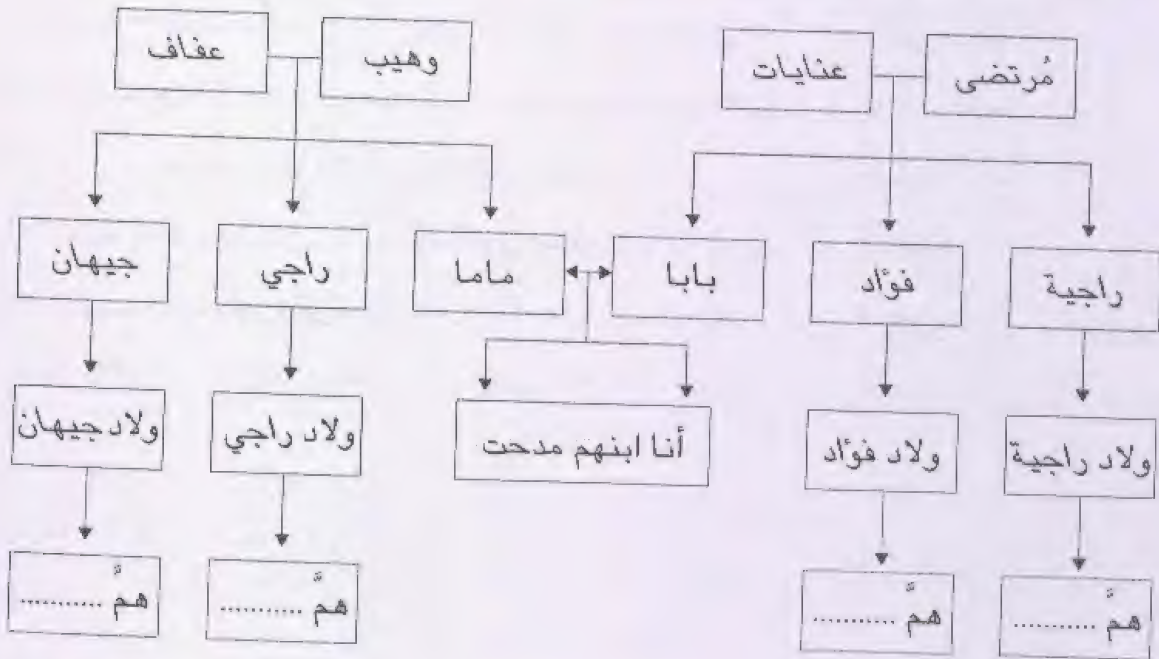 مُرتضى
عنايات
وهيب
عفاف
راجية
فؤاد
بابا
ماما
راجي
جيهان
ولاد راجية
ولاد فؤاد
أنا ابنهم مدحت
ولاد راجي
ولاد جيهان
همَّ ..........
همَّ ..........
همَّ ..........
همَّ ..........